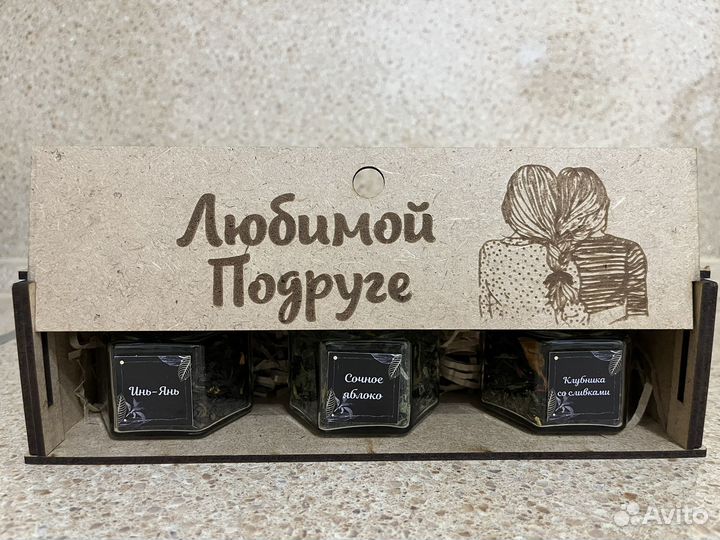 Любимой
Подруге
Инь-Янь
Сочное
яблоко
Клубника
со сливками
Avito